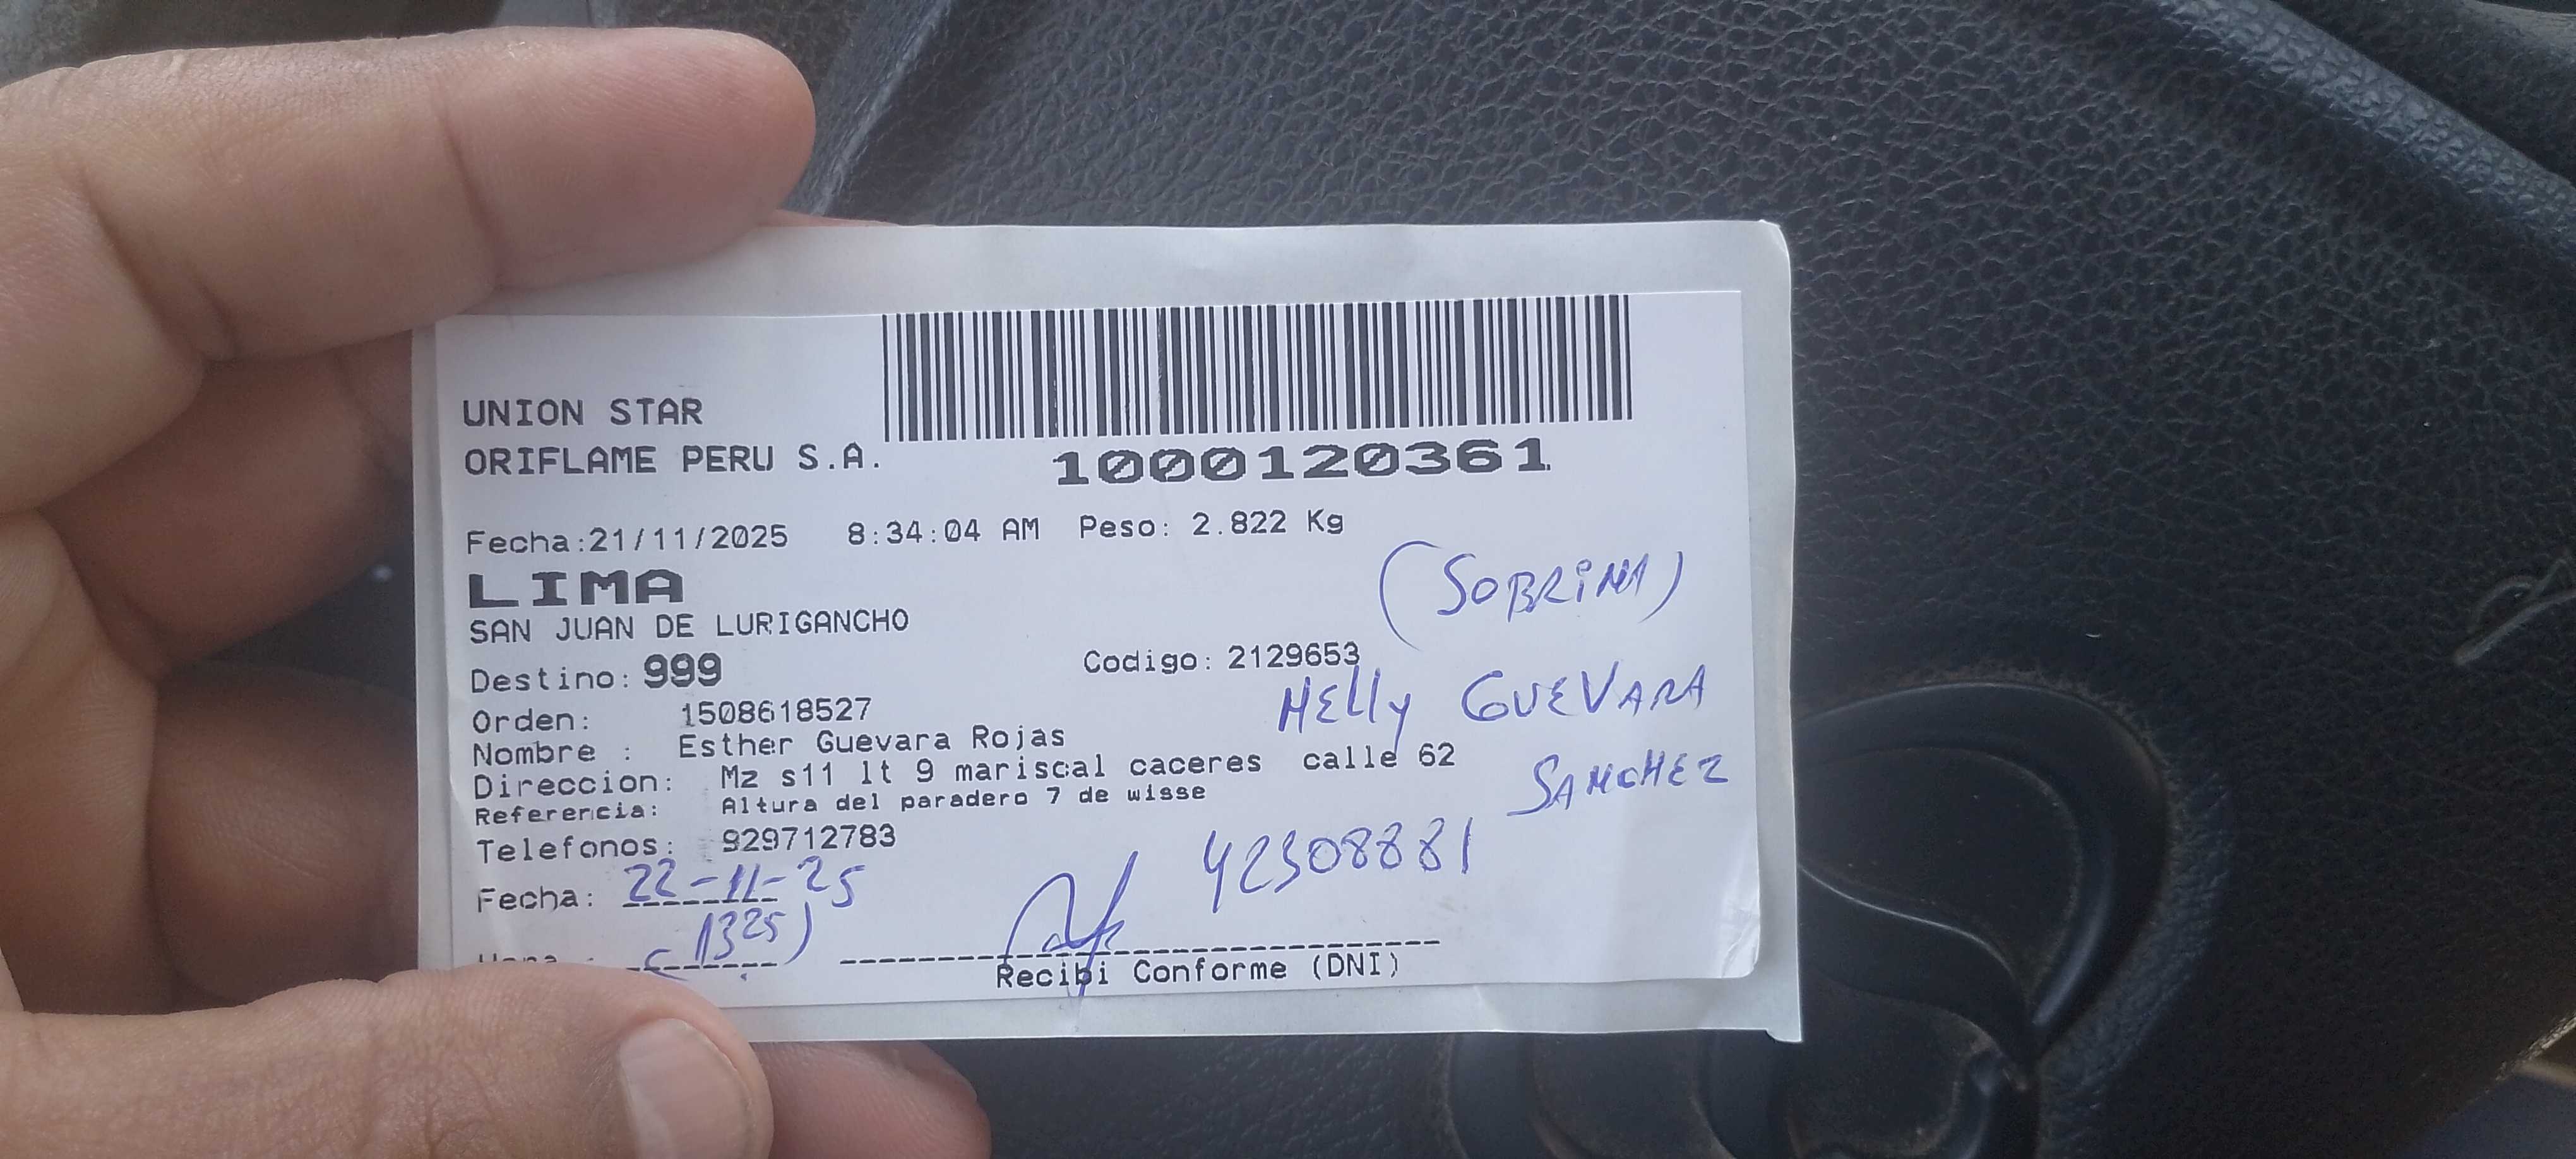 UNION STAR
ORIFLAME PERU S.A.
1000120361
Fecha:21/11/2025 8:34:04 AM Peso: 2.822 Kg
LIMA
(SOBRINA)
SAN JUAN DE LURIGANCHO
Destino: 999 Codigo: 2129653
NELLY GUEVARA
SANCHEZ
Orden: 1508618527
Nombre : Esther Guevara Rojas
Direccion: Mz s11 lt 9 mariscal caceres calle 62
Referencia: Altura del paradero 7 de wisse
Telefonos: 929712783
42308881
Fecha: 22-11-25
(1325)
Recibi Conforme (DNI)